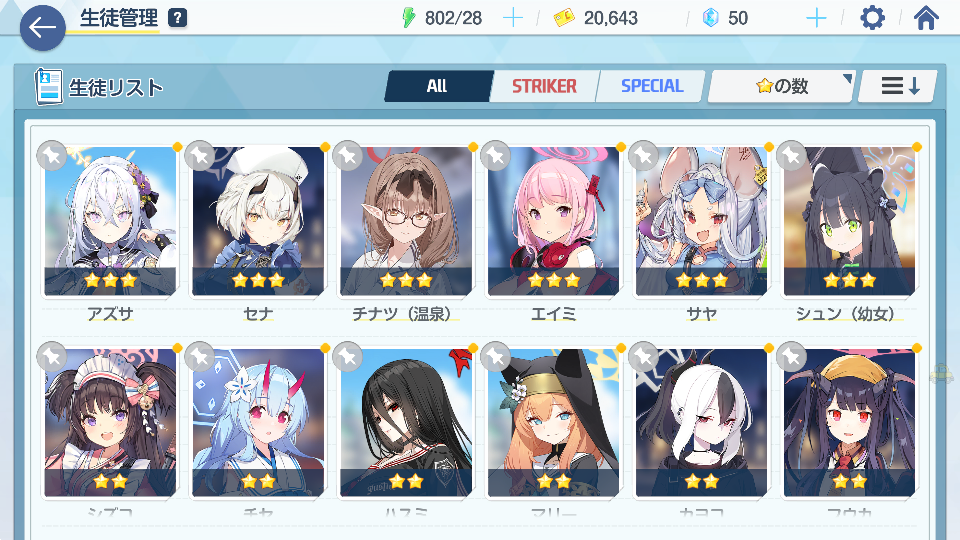 生徒管理 ?
802/28
20,643
50
生徒リスト
All
STRIKER
SPECIAL
の数
アズサ
セナ
チナツ（温泉）
エイミ
サヤ
シュン（幼女）
シズコ
チセ
ハスミ
マリー
カヨコ
フウカ